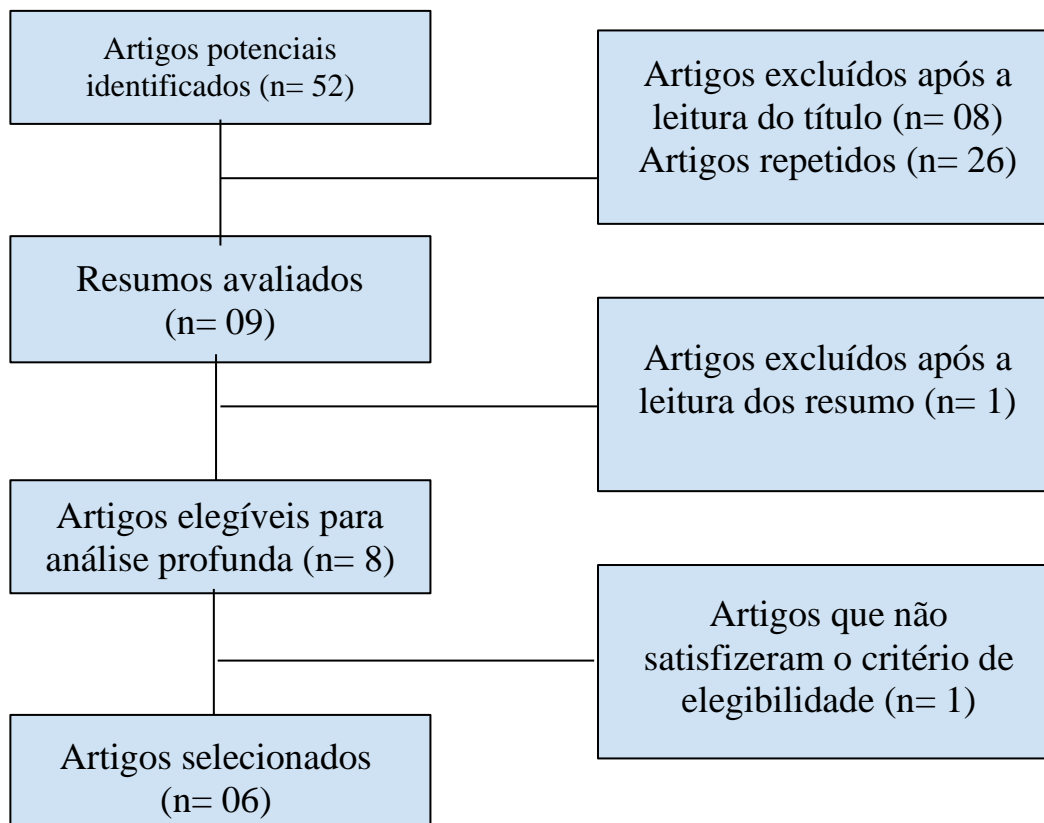 Artigos potenciais
identificados (n= 52)
Artigos excluídos após a
leitura do título (n= 08)
Artigos repetidos (n= 26)
Resumos avaliados
(n= 09)
Artigos excluídos após a
leitura dos resumo (n= 1)
Artigos elegíveis para
análise profunda (n= 8)
Artigos que não
satisfizeram o critério de
elegibilidade (n= 1)
Artigos selecionados
(n= 06)